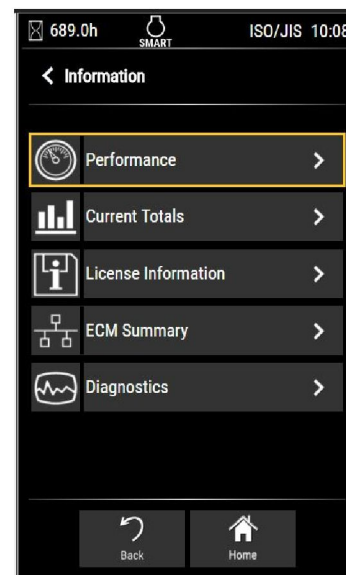 689.0h SMART ISO/JIS 10:08
Information
Performance
Current Totals
License Information
ECM Summary
Diagnostics
Back Home